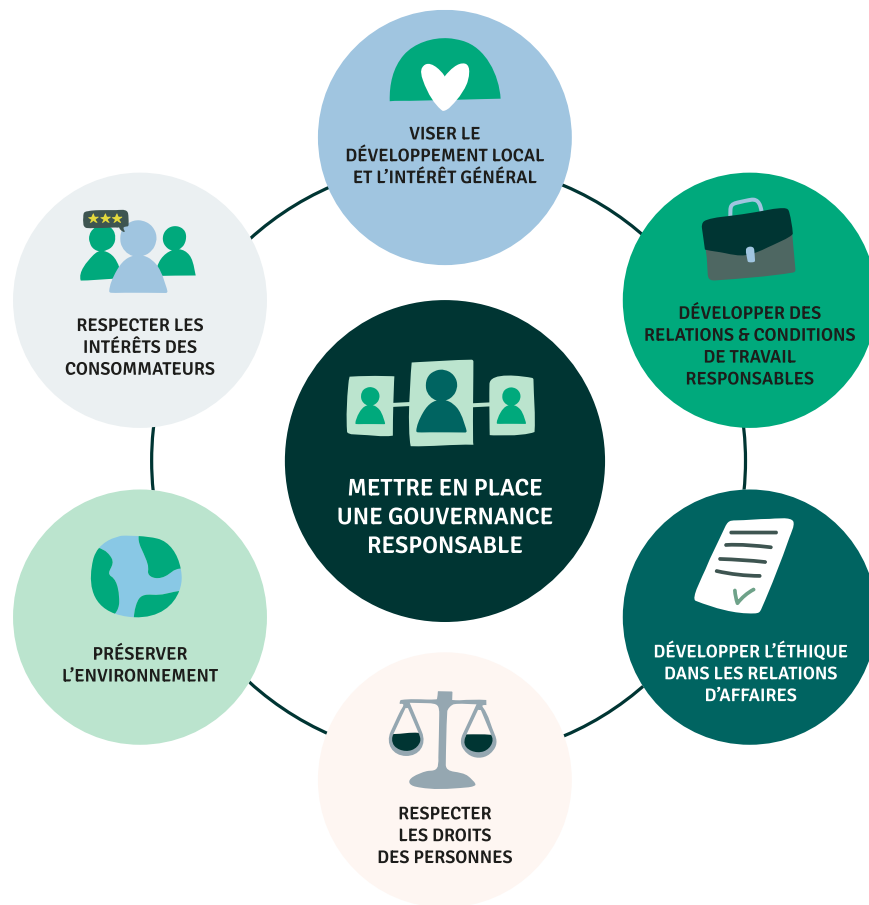 VISER LE
DÉVELOPPEMENT LOCAL
ET L'INTÉRÊT GÉNÉRAL
DÉVELOPPER DES
RELATIONS & CONDITIONS
DE TRAVAIL
RESPONSABLES
RESPECTER LES
INTÉRÊTS DES
CONSOMMATEURS
METTRE EN PLACE
UNE GOUVERNANCE
RESPONSABLE
PRÉSERVER
L'ENVIRONNEMENT
DÉVELOPPER L'ÉTHIQUE
DANS LES RELATIONS
D'AFFAIRES
RESPECTER
LES DROITS
DES PERSONNES